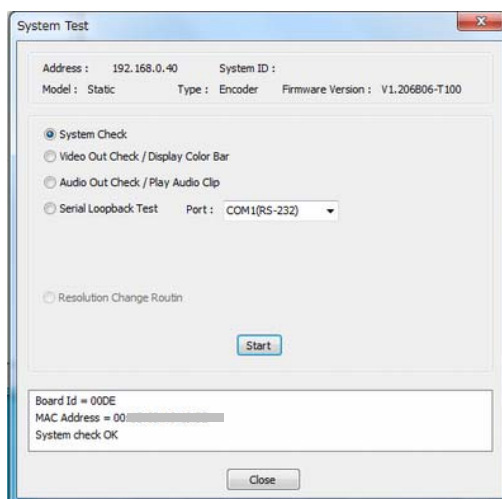 System Test
Address : 192.168.0.40 System ID :
Model : Static Type : Encoder Firmware Version : V1.206B06-T100
System Check
Video Out Check / Display Color Bar
Audio Out Check / Play Audio Clip
Serial Loopback Test Port : COM1(RS-232)
Resolution Change Routin
Start
Board Id = 00DE
MAC Address = 00:
System check OK
Close